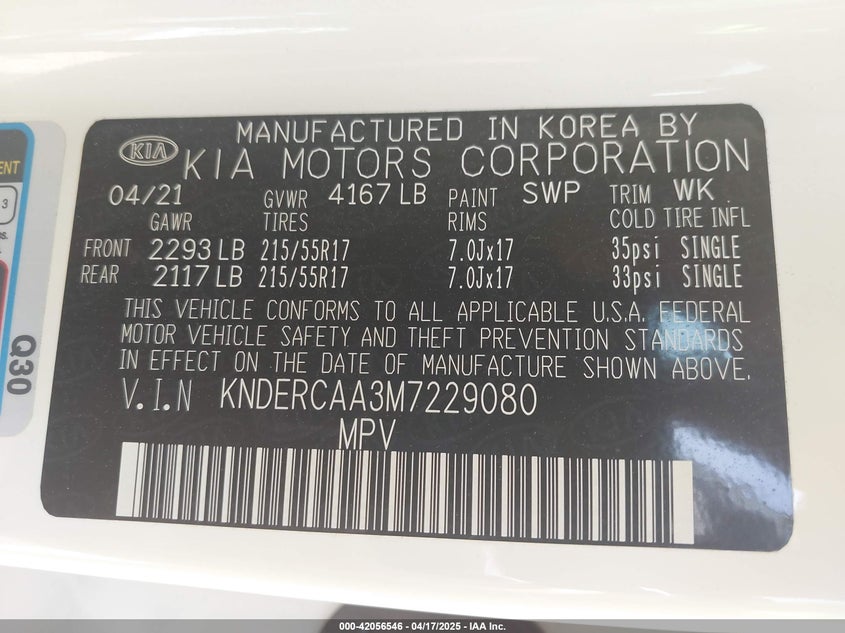 MANUFACTURED IN KOREA BY
KIA KIA MOTORS CORPORATION
04/21 GVWR 4167 LB PAINT SWP TRIM WK
GAWR TIRES RIMS COLD TIRE INFL
FRONT 2293 LB 215/55R17 7.0Jx17 35psi SINGLE
REAR 2117 LB 215/55R17 7.0Jx17 33psi SINGLE
THIS VEHICLE CONFORMS TO ALL APPLICABLE U.S.A. FEDERAL
MOTOR VEHICLE SAFETY AND THEFT PREVENTION STANDARDS
IN EFFECT ON THE DATE OF MANUFACTURE SHOWN ABOVE.
V.I.N KNDERCAA3M7229080
MPV
ENT
3
Q30
000-42056546 - 04/17/2025 - IAA Inc.